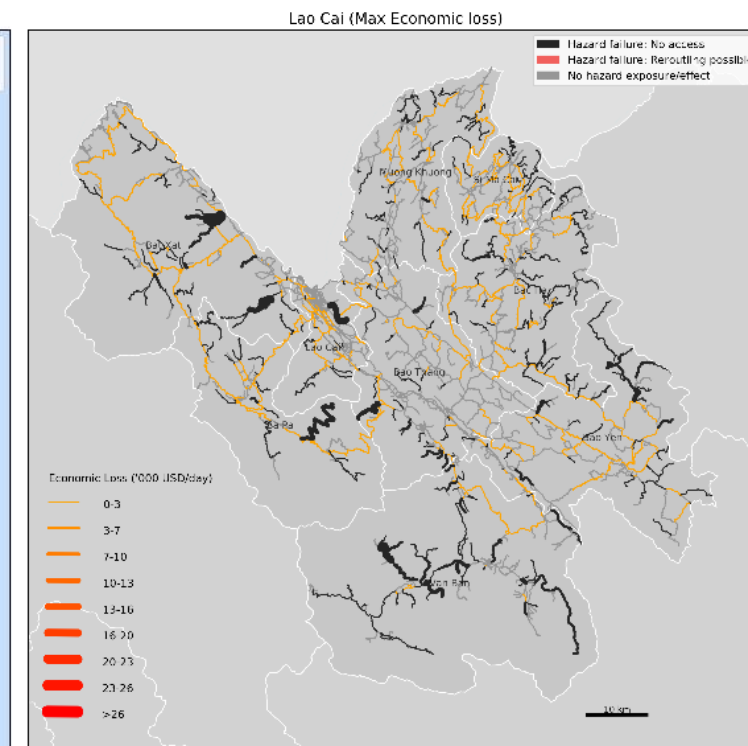 Lao Cai (Max Economic loss)
Hazard failure: No access
Hazard failure: Rerouting possible
No hazard exposure/effect
Muong Khuong
Si Ma Cai
Bat Xat
Bac
Lao Cai
Bao Thang
Sa Pa
Bao Yen
Van Ban
Economic Loss ('000 USD/day)
0-3
3-7
7-10
10-13
13-16
16-20
20-23
23-26
>26
10 km